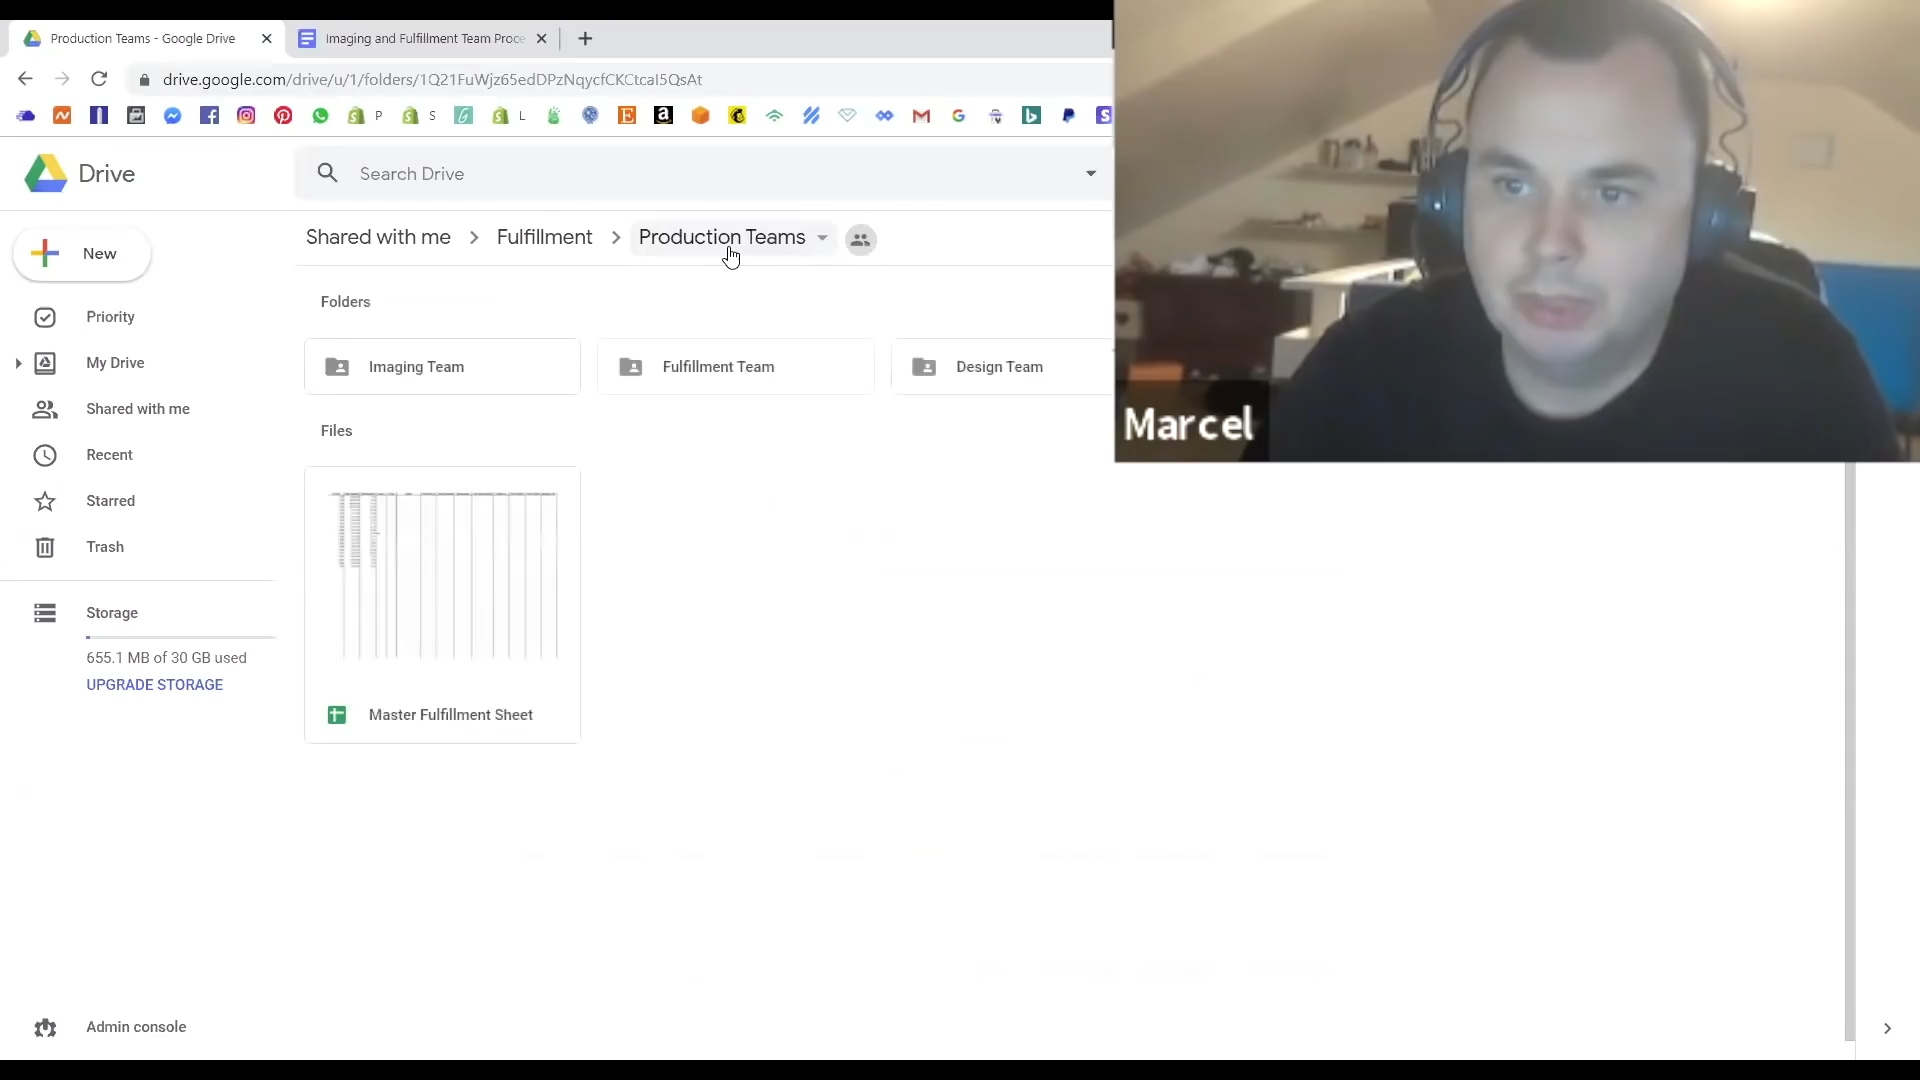 Production Teams - Google Drive
Imaging and Fulfillment Team Proce
drive.google.com/drive/u/1/folders/1Q21FuWjz65edDPzNqycfCKCtcaI5QsAt
P
S
L
Drive
Search Drive
Shared with me
Fulfillment
Production Teams
New
Folders
Priority
My Drive
Imaging Team
Fulfillment Team
Design Team
Marcel
Shared with me
Files
Recent
Starred
Trash
Storage
655.1 MB of 30 GB used
UPGRADE STORAGE
Master Fulfillment Sheet
Admin console